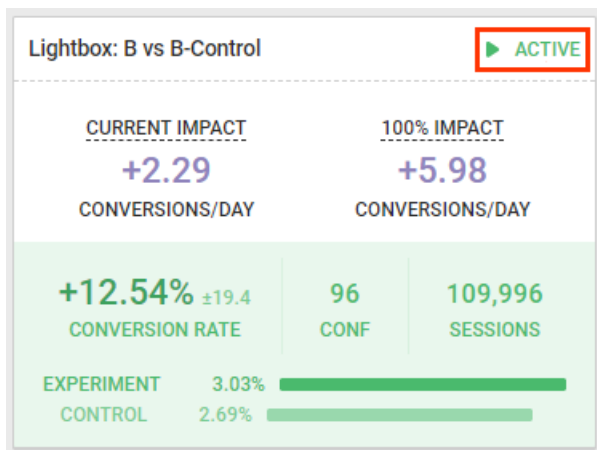 Lightbox: B vs B-Control ACTIVE
CURRENT IMPACT 100% IMPACT
+2.29 +5.98
CONVERSIONS/DAY CONVERSIONS/DAY
+12.54% ±19.4 96 109,996
CONVERSION RATE CONF SESSIONS
EXPERIMENT 3.03%
CONTROL 2.69%